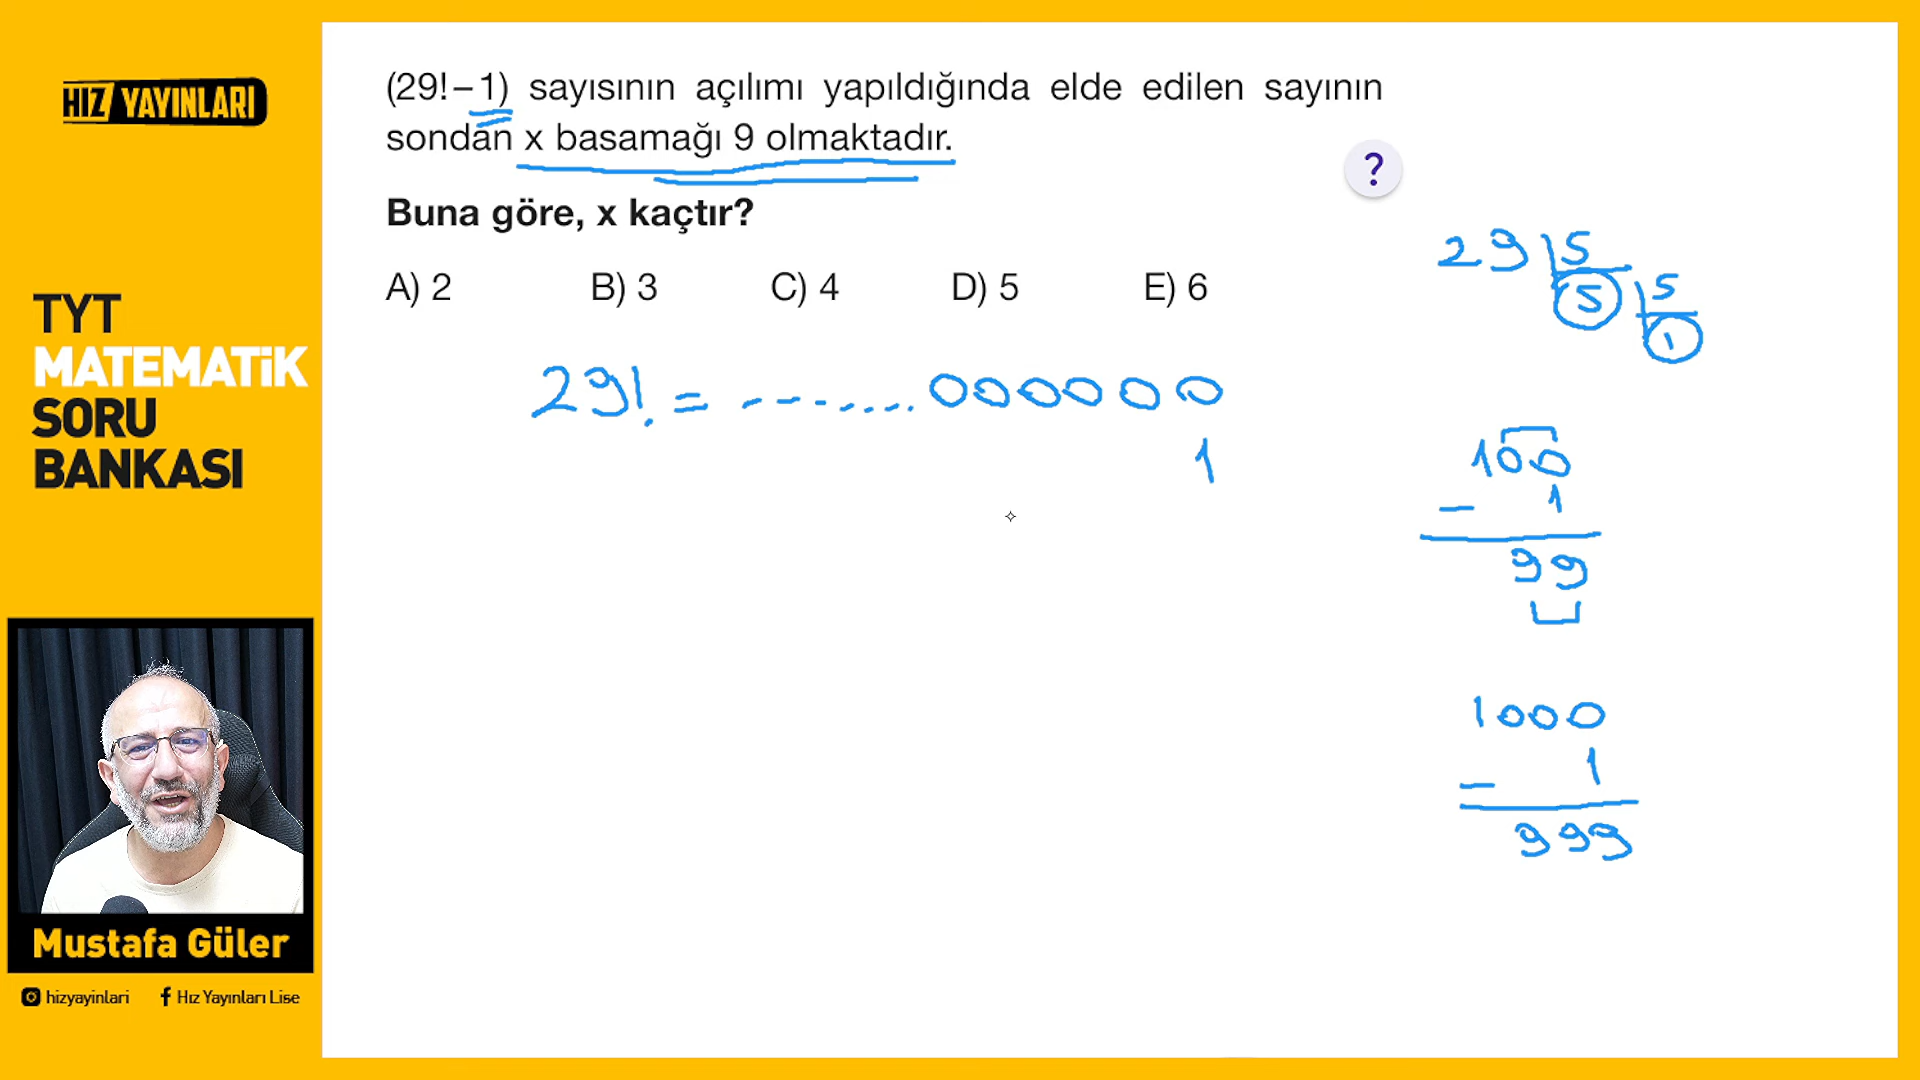 HIZ YAYINLARI
TYT
MATEMATİK
SORU
BANKASI
Mustafa Güler
hizyayinlari
Hız Yayınları Lise
(29! – 1) sayısının açılımı yapıldığında elde edilen sayının
sondan x basamağı 9 olmaktadır.
Buna göre, x kaçtır?
A) 2 B) 3 C) 4 D) 5 E) 6
29! = ---....... 000000
1
?
29 5
5 5
1
100
– 1
99
1000
– 1
999